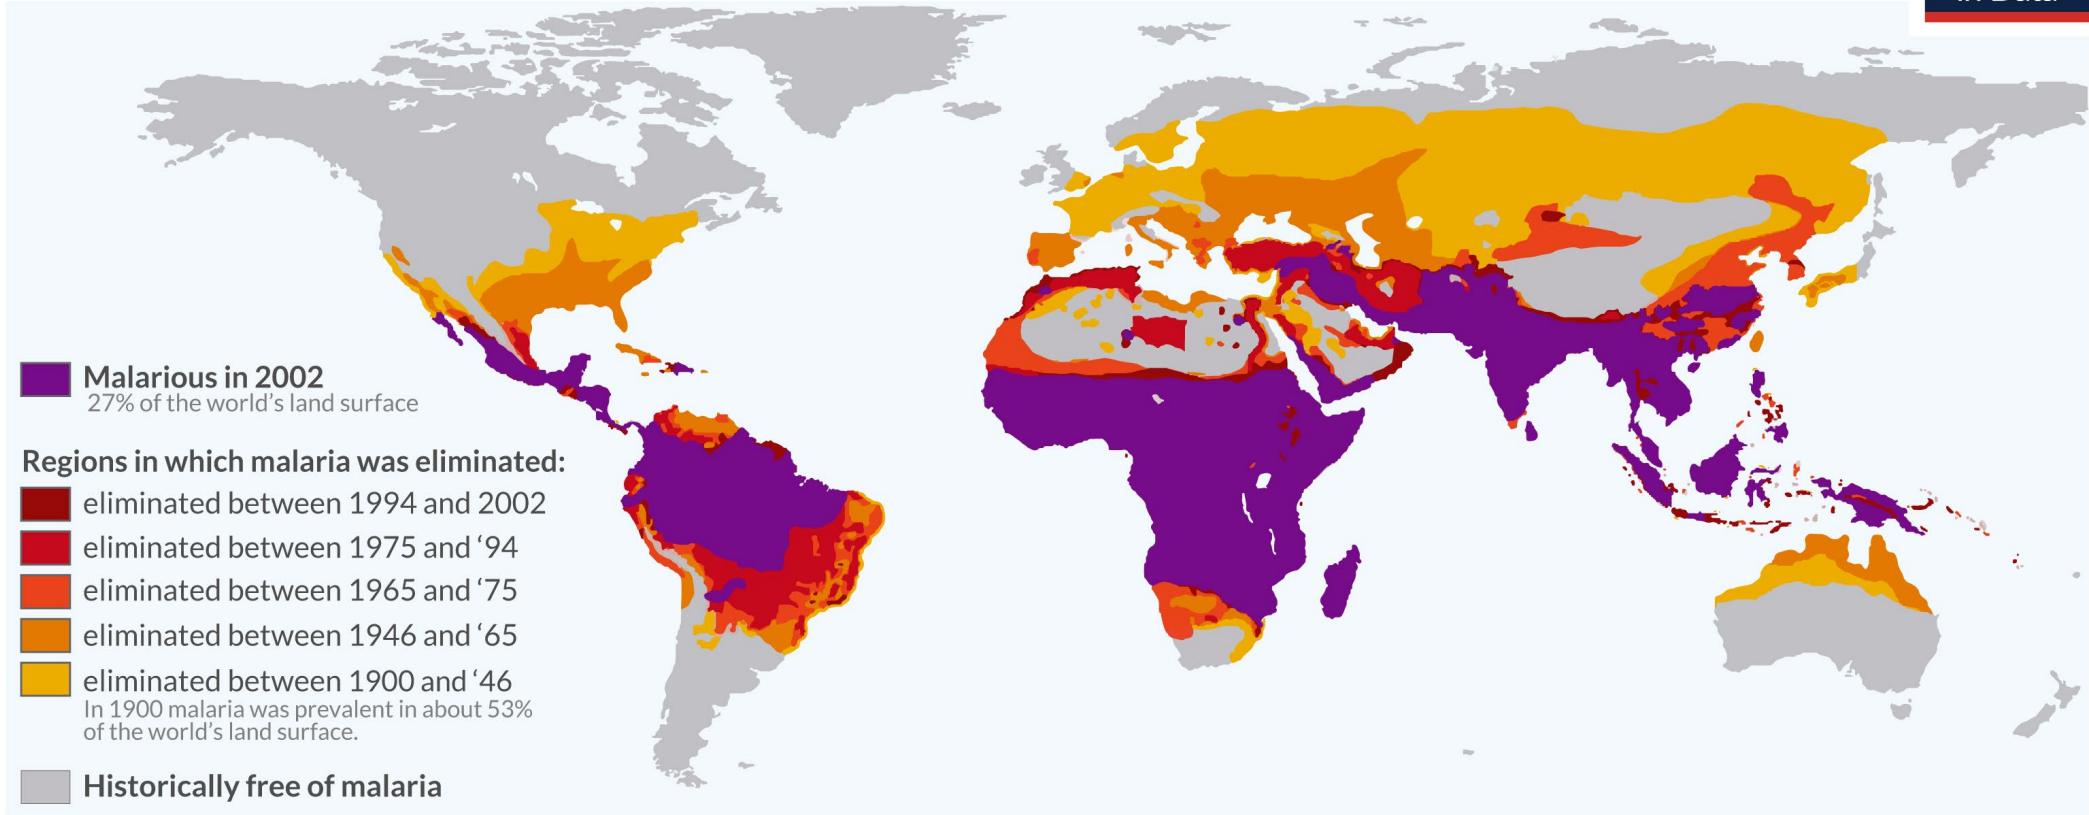 in Data
Malarious in 2002
27% of the world's land surface
Regions in which malaria was eliminated:
eliminated between 1994 and 2002
eliminated between 1975 and ‘94
eliminated between 1965 and ‘75
eliminated between 1946 and ‘65
eliminated between 1900 and ‘46
In 1900 malaria was prevalent in about 53%
of the world's land surface.
Historically free of malaria